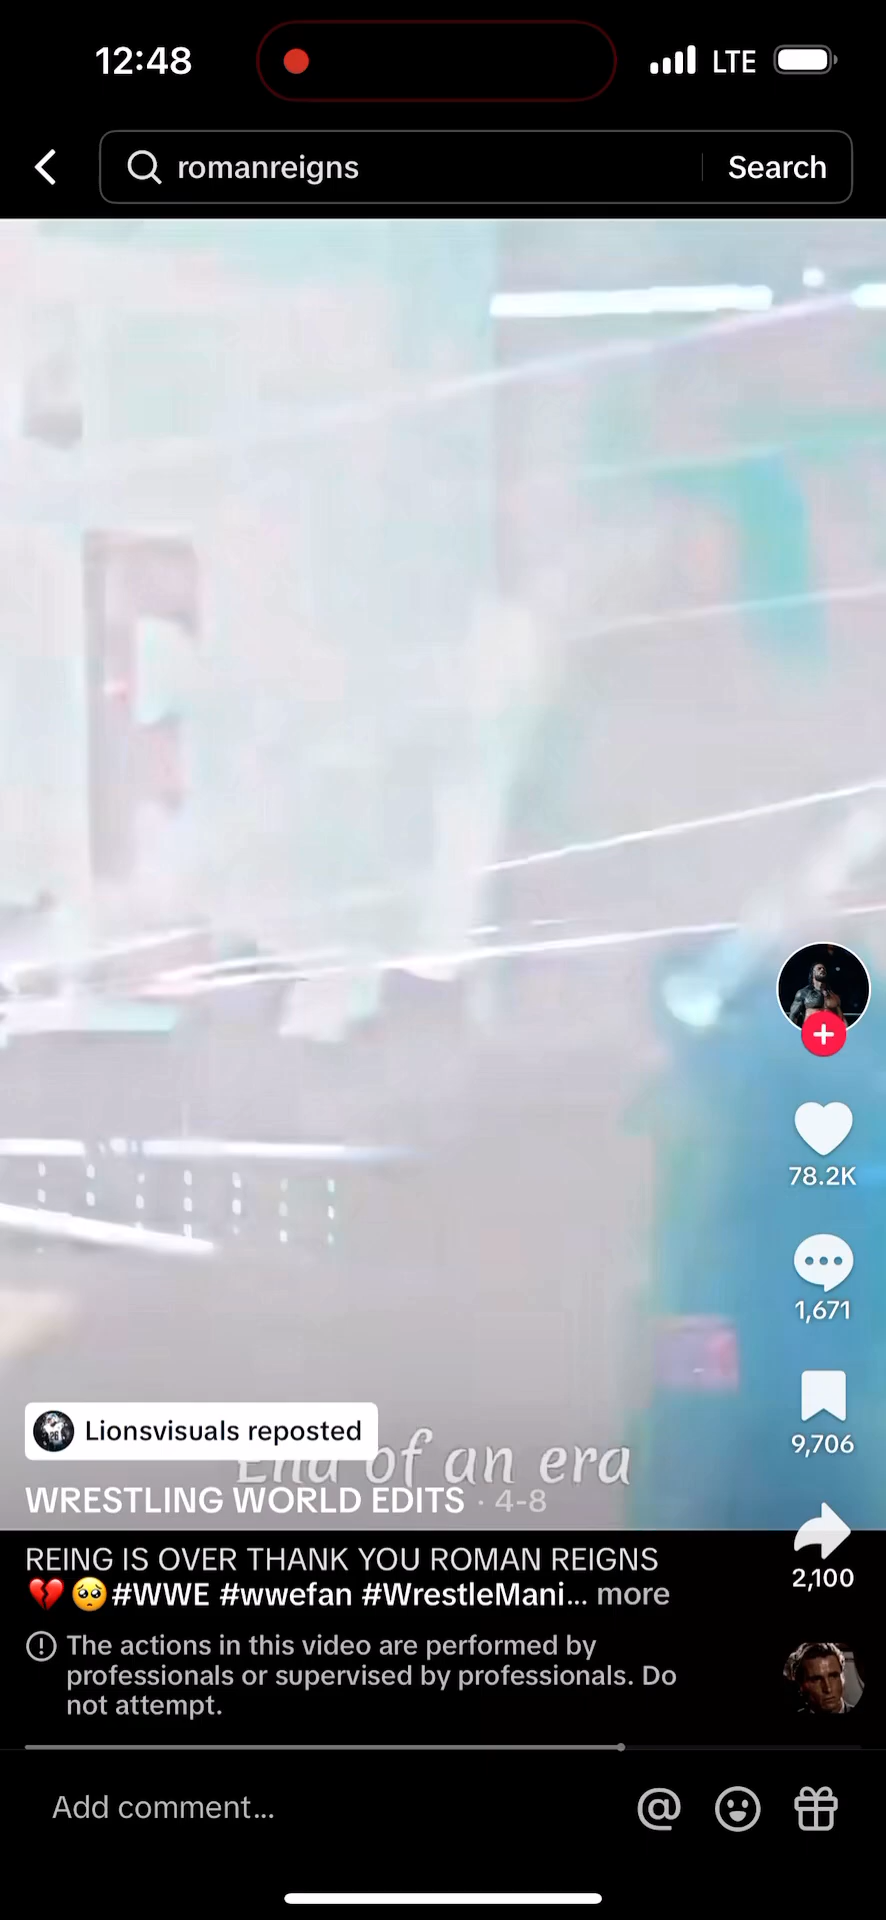 12:48
LTE
romanreigns
Search
78.2K
1,671
9,706
Lionsvisuals reposted
End of an era
WRESTLING WORLD EDITS · 4-8
2,100
REING IS OVER THANK YOU ROMAN REIGNS
💔🥺#WWE #wwefan #WrestleMani... more
The actions in this video are performed by
professionals or supervised by professionals. Do
not attempt.
Add comment...